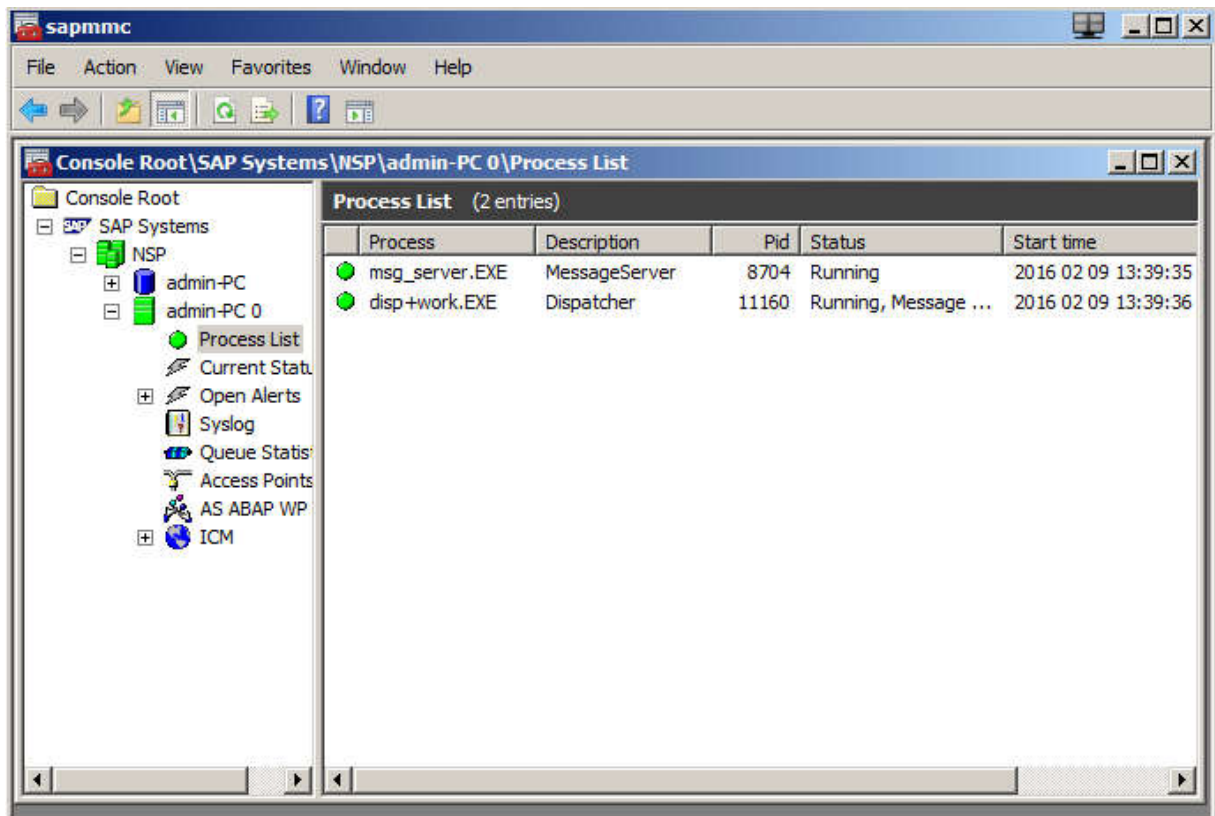 sapmmc
File Action View Favorites Window Help
Console Root\SAP Systems\NSP\admin-PC 0\Process List
Console Root
SAP Systems
NSP
admin-PC
admin-PC 0
Process List
Current Statu
Open Alerts
Syslog
Queue Statis
Access Points
AS ABAP WP
ICM
Process List (2 entries)
Process Description Pid Status Start time
msg_server.EXE MessageServer 8704 Running 2016 02 09 13:39:35
disp+work.EXE Dispatcher 11160 Running, Message ... 2016 02 09 13:39:36